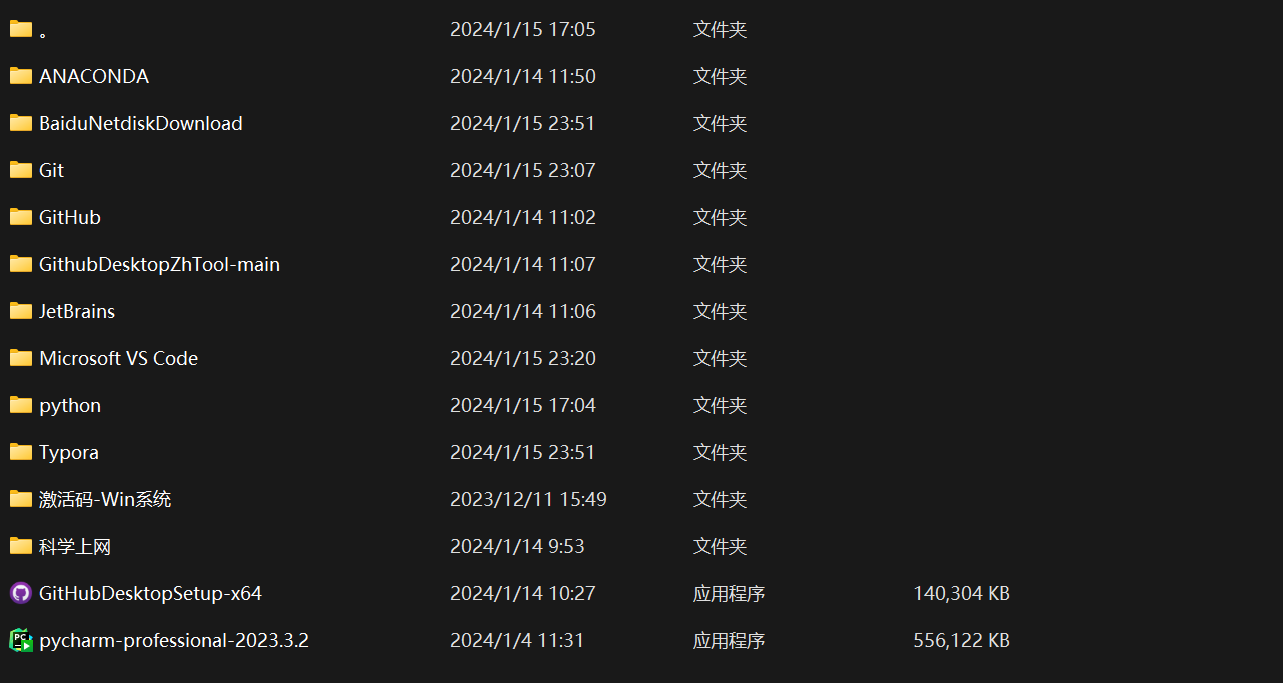 。 2024/1/15 17:05 文件夹
ANACONDA 2024/1/14 11:50 文件夹
BaiduNetdiskDownload 2024/1/15 23:51 文件夹
Git 2024/1/15 23:07 文件夹
GitHub 2024/1/14 11:02 文件夹
GithubDesktopZhTool-main 2024/1/14 11:07 文件夹
JetBrains 2024/1/14 11:06 文件夹
Microsoft VS Code 2024/1/15 23:20 文件夹
python 2024/1/15 17:04 文件夹
Typora 2024/1/15 23:51 文件夹
激活码-Win系统 2023/12/11 15:49 文件夹
科学上网 2024/1/14 9:53 文件夹
GitHubDesktopSetup-x64 2024/1/14 10:27 应用程序 140,304 KB
pycharm-professional-2023.3.2 2024/1/4 11:31 应用程序 556,122 KB